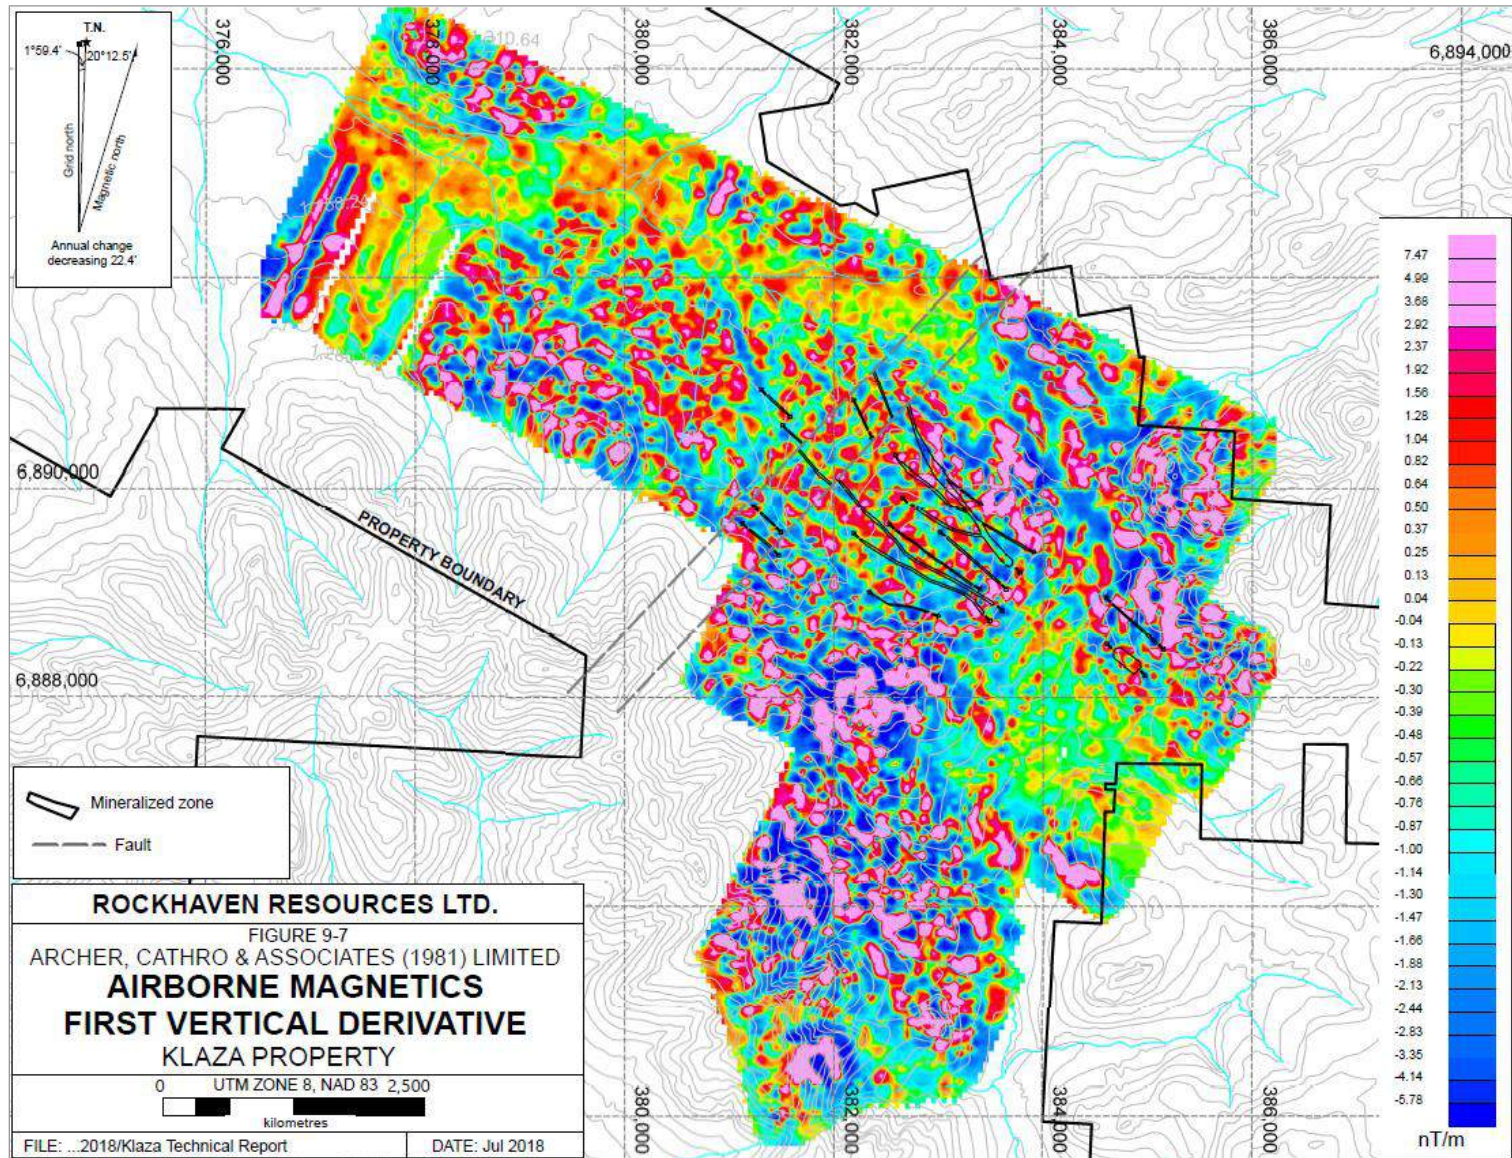 T.N.
1°59.4'
20°12.5'
Grid north
Magnetic north
Annual change
decreasing 22.4'
376,000
378,000
380,000
382,000
384,000
386,000
6,894,000
6,890,000
6,888,000
PROPERTY BOUNDARY
7.47
4.99
3.68
2.92
2.37
1.92
1.56
1.28
1.04
0.82
0.64
0.50
0.37
0.25
0.13
0.04
-0.04
-0.13
-0.22
-0.30
-0.39
-0.48
-0.57
-0.66
-0.76
-0.87
-1.00
-1.14
-1.30
-1.47
-1.66
-1.88
-2.13
-2.44
-2.83
-3.35
-4.14
-5.78
nT/m
Mineralized zone
Fault
ROCKHAVEN RESOURCES LTD.
FIGURE 9-7
ARCHER, CATHRO & ASSOCIATES (1981) LIMITED
AIRBORNE MAGNETICS
FIRST VERTICAL DERIVATIVE
KLAZA PROPERTY
0 UTM ZONE 8, NAD 83 2,500
kilometres
FILE: ...2018/Klaza Technical Report
DATE: Jul 2018
380,000
382,000
384,000
386,000